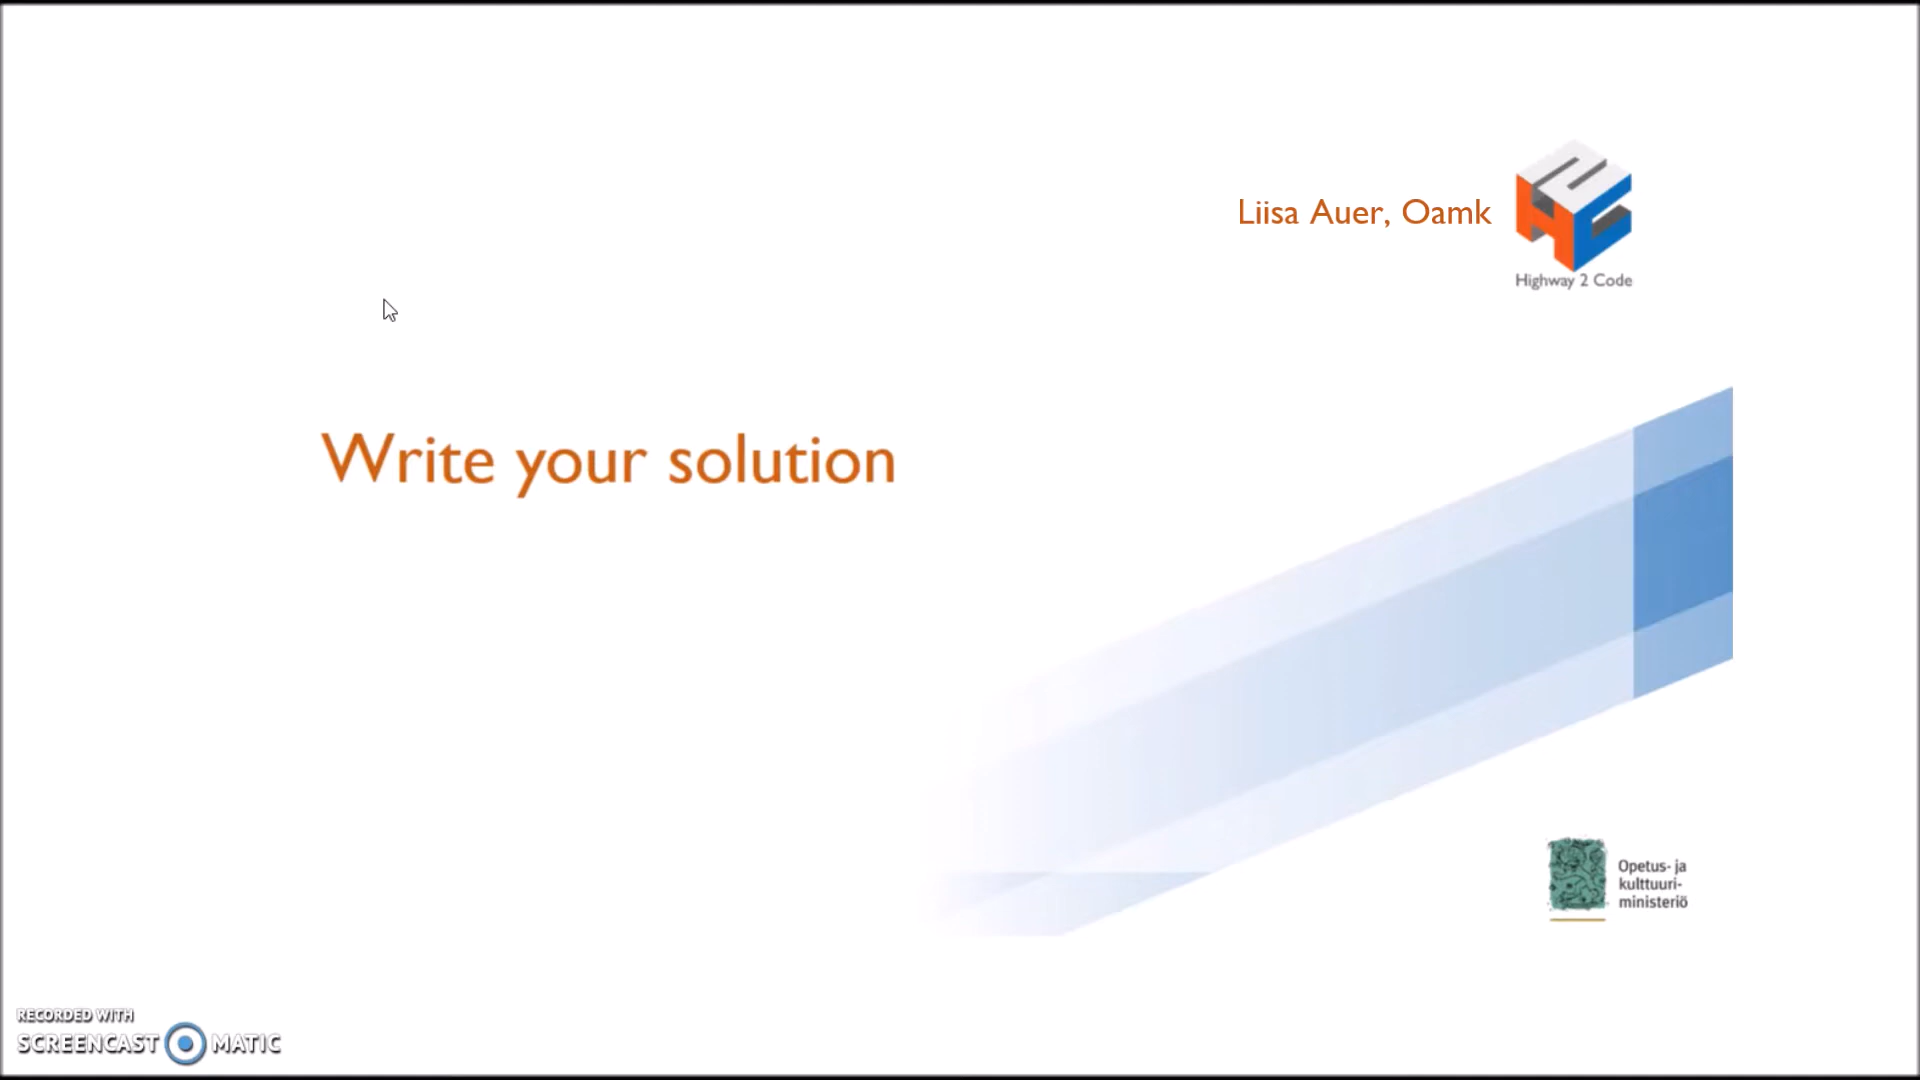 Liisa Auer, Oamk
Highway 2 Code
Write your solution
Opetus- ja
kulttuuri-
ministeriö
RECORDED WITH
SCREENCAST MATIC